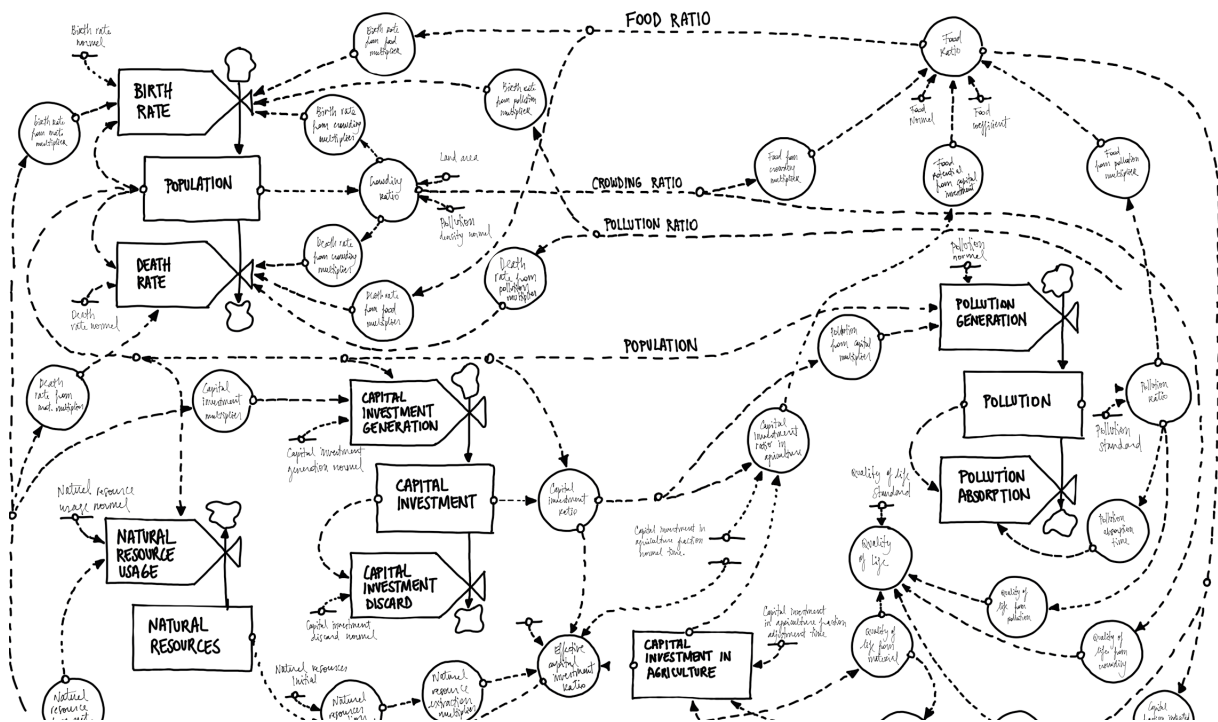 FOOD RATIO
Birth rate
normal
Birth rate
from food
multiplier
Food
Ratio
BIRTH
RATE
Birth rate
from pollution
multiplier
Birth rate
from crowding
multiplier
birth rate
from mat.
multiplier
Food
Normal
Food
coefficient
Land area
Food from
crowding
multiplier
Food
potential
from capital
investment
Food
from pollution
multiplier
POPULATION
Crowding
ratio
CROWDING RATIO
Pollution
density normal
POLLUTION RATIO
Death rate
from crowding
multiplier
Death
rate from
pollution
multiplier
DEATH
RATE
Pollution
normal
Death
rate normal
Death rate
from food
multiplier
POLLUTION
GENERATION
POPULATION
Pollution
from capital
multiplier
Death
rate from
mat. multiplier
Capital
investment
multiplier
CAPITAL
INVESTMENT
GENERATION
POLLUTION
Pollution
ratio
Capital
investment
ratio in
agriculture
Pollution
standard
Capital investment
generation normal
Quality of life
standard
POLLUTION
ABSORPTION
CAPITAL
INVESTMENT
Capital
investment
ratio
Natural resource
usage normal
Pollution
absorption
time
NATURAL
RESOURCE
USAGE
Capital investment in
agriculture fraction
normal time
Quality
of life
CAPITAL
INVESTMENT
DISCARD
Quality of
life from
pollution
NATURAL
RESOURCES
Capital investment
discard normal
Capital investment
in agriculture fraction
adjustment time
Quality of
life from
material
Quality of
life from
crowding
Effective
capital
investment
ratio
CAPITAL
INVESTMENT IN
AGRICULTURE
Natural resources
Initial
Natural
resource
extraction
multiplier
Natural
resource
Natural
resources
Capital